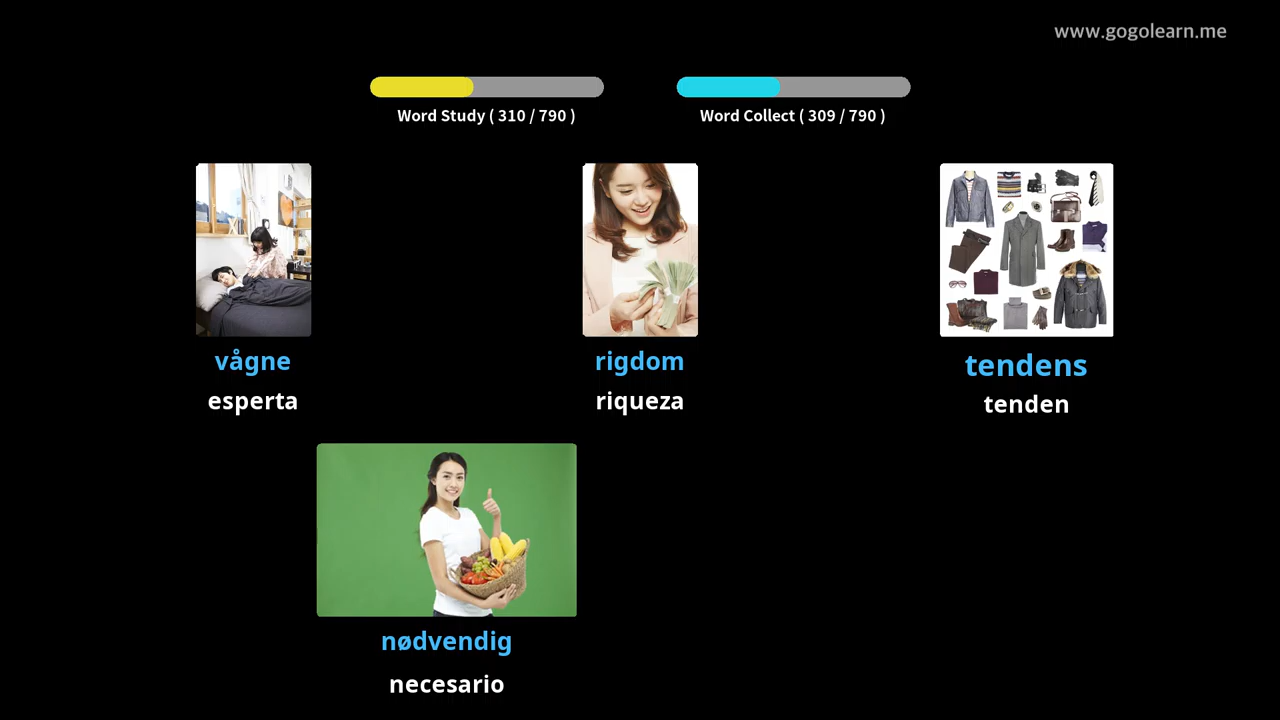 www.gogolearn.me
Word Study ( 310 / 790 )
Word Collect ( 309 / 790 )
vågne
esperta
rigdom
riqueza
tendens
tenden
nødvendig
necesario